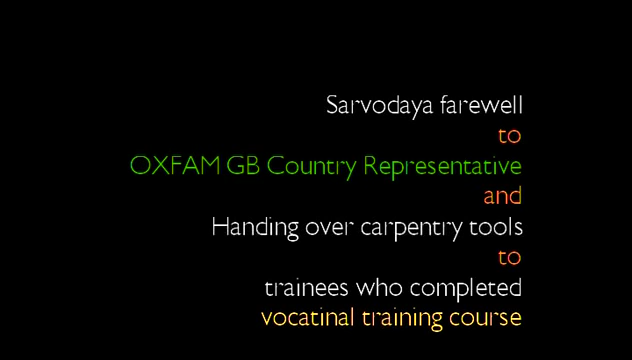 Sarvodaya farewell
to
OXFAM GB Country Representative
and
Handing over carpentry tools
to
trainees who completed
vocatinal training course